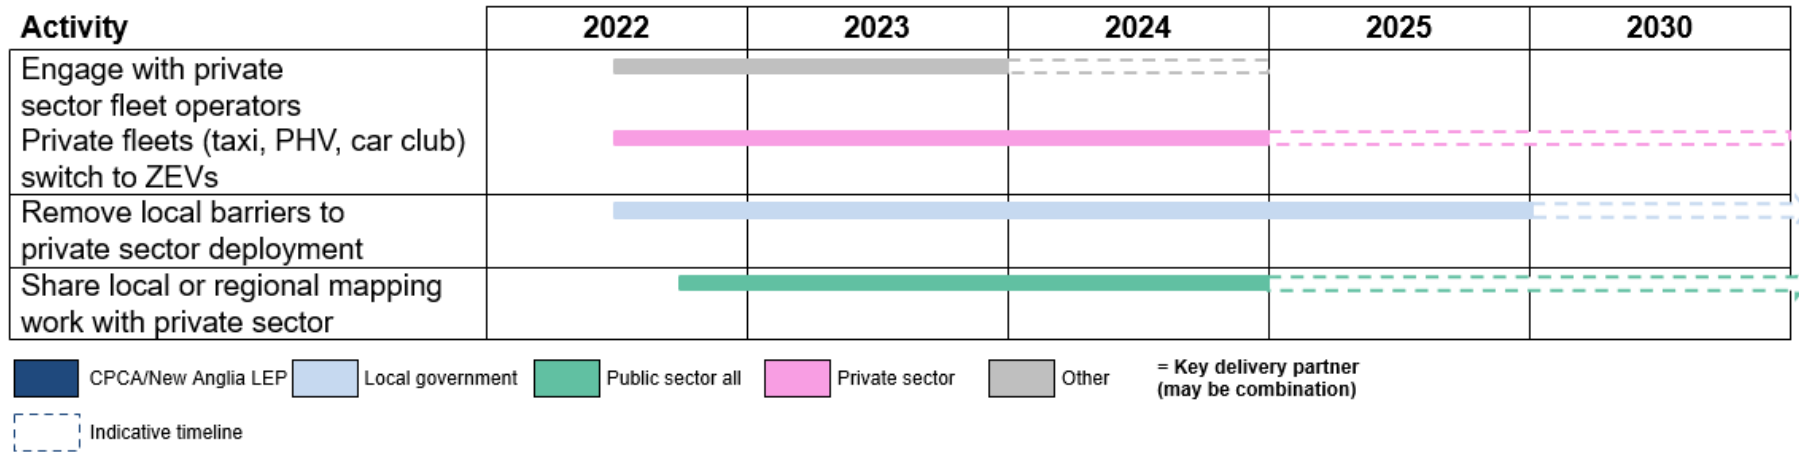 Activity 2022 2023 2024 2025 2030
Engage with private
sector fleet operators
Private fleets (taxi, PHV, car club)
switch to ZEVs
Remove local barriers to
private sector deployment
Share local or regional mapping
work with private sector
CPCA/New Anglia LEP Local government Public sector all Private sector Other = Key delivery partner
(may be combination)
Indicative timeline